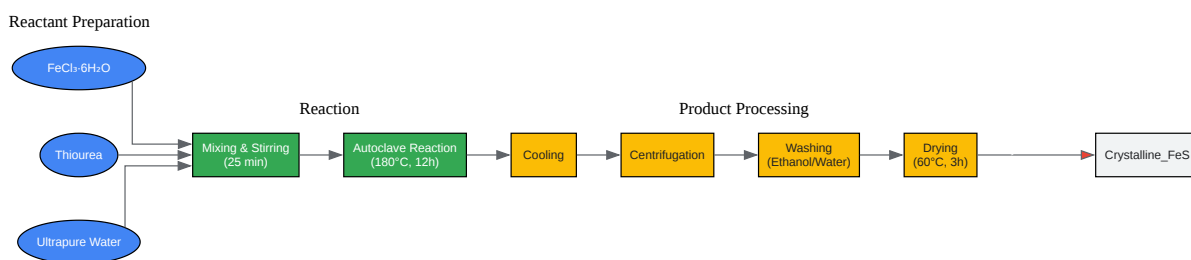 Reactant Preparation
FeCl₃·6H₂O
Thiourea
Ultrapure Water
Reaction
Mixing & Stirring
(25 min)
Autoclave Reaction
(180°C, 12h)
Product Processing
Cooling
Centrifugation
Washing
(Ethanol/Water)
Drying
(60°C, 3h)
Crystalline_FeS